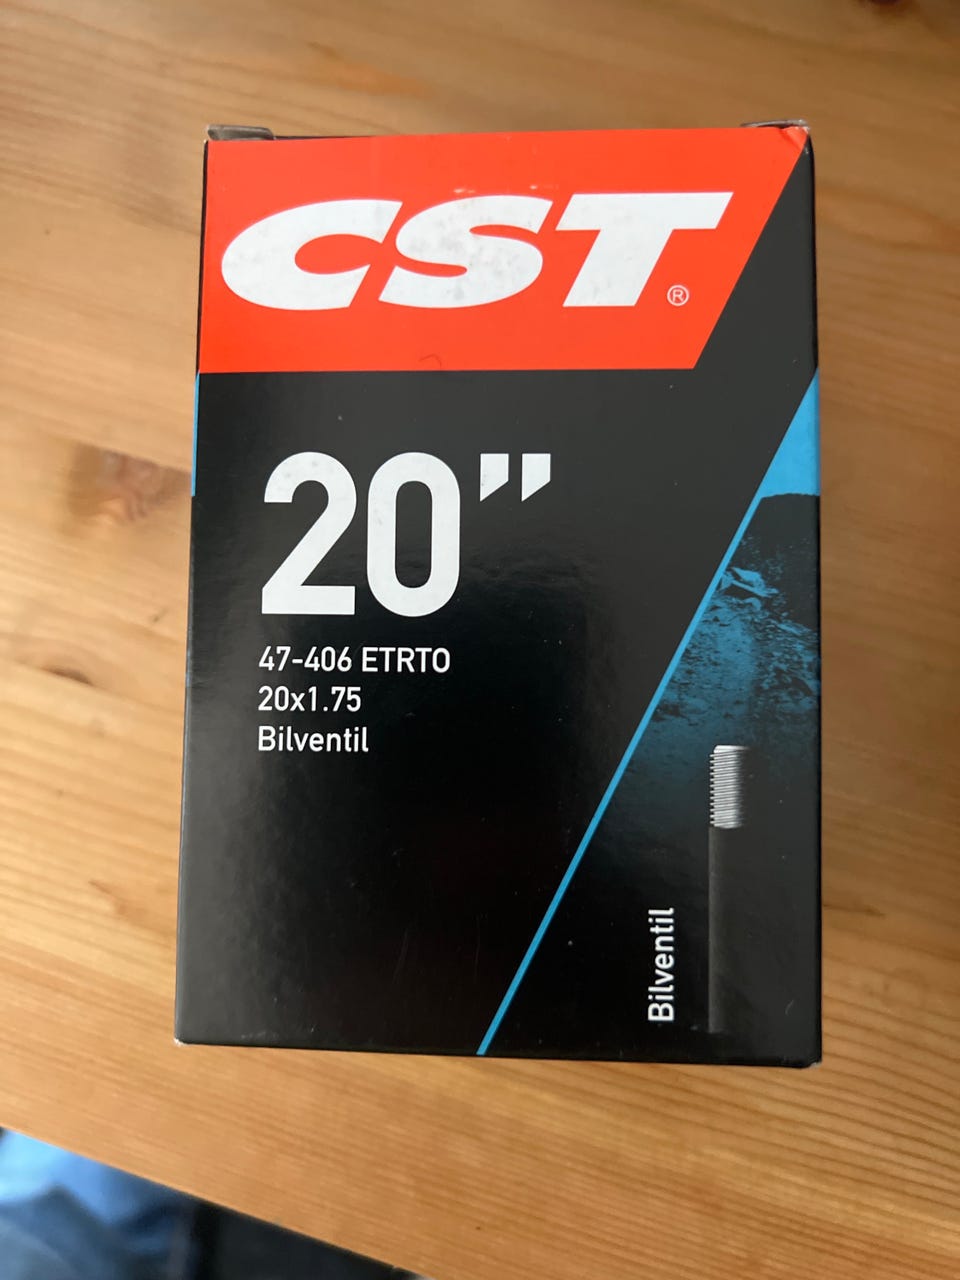 CST®
20”
47-406 ETRTO
20x1.75
Bilventil
Bilventil